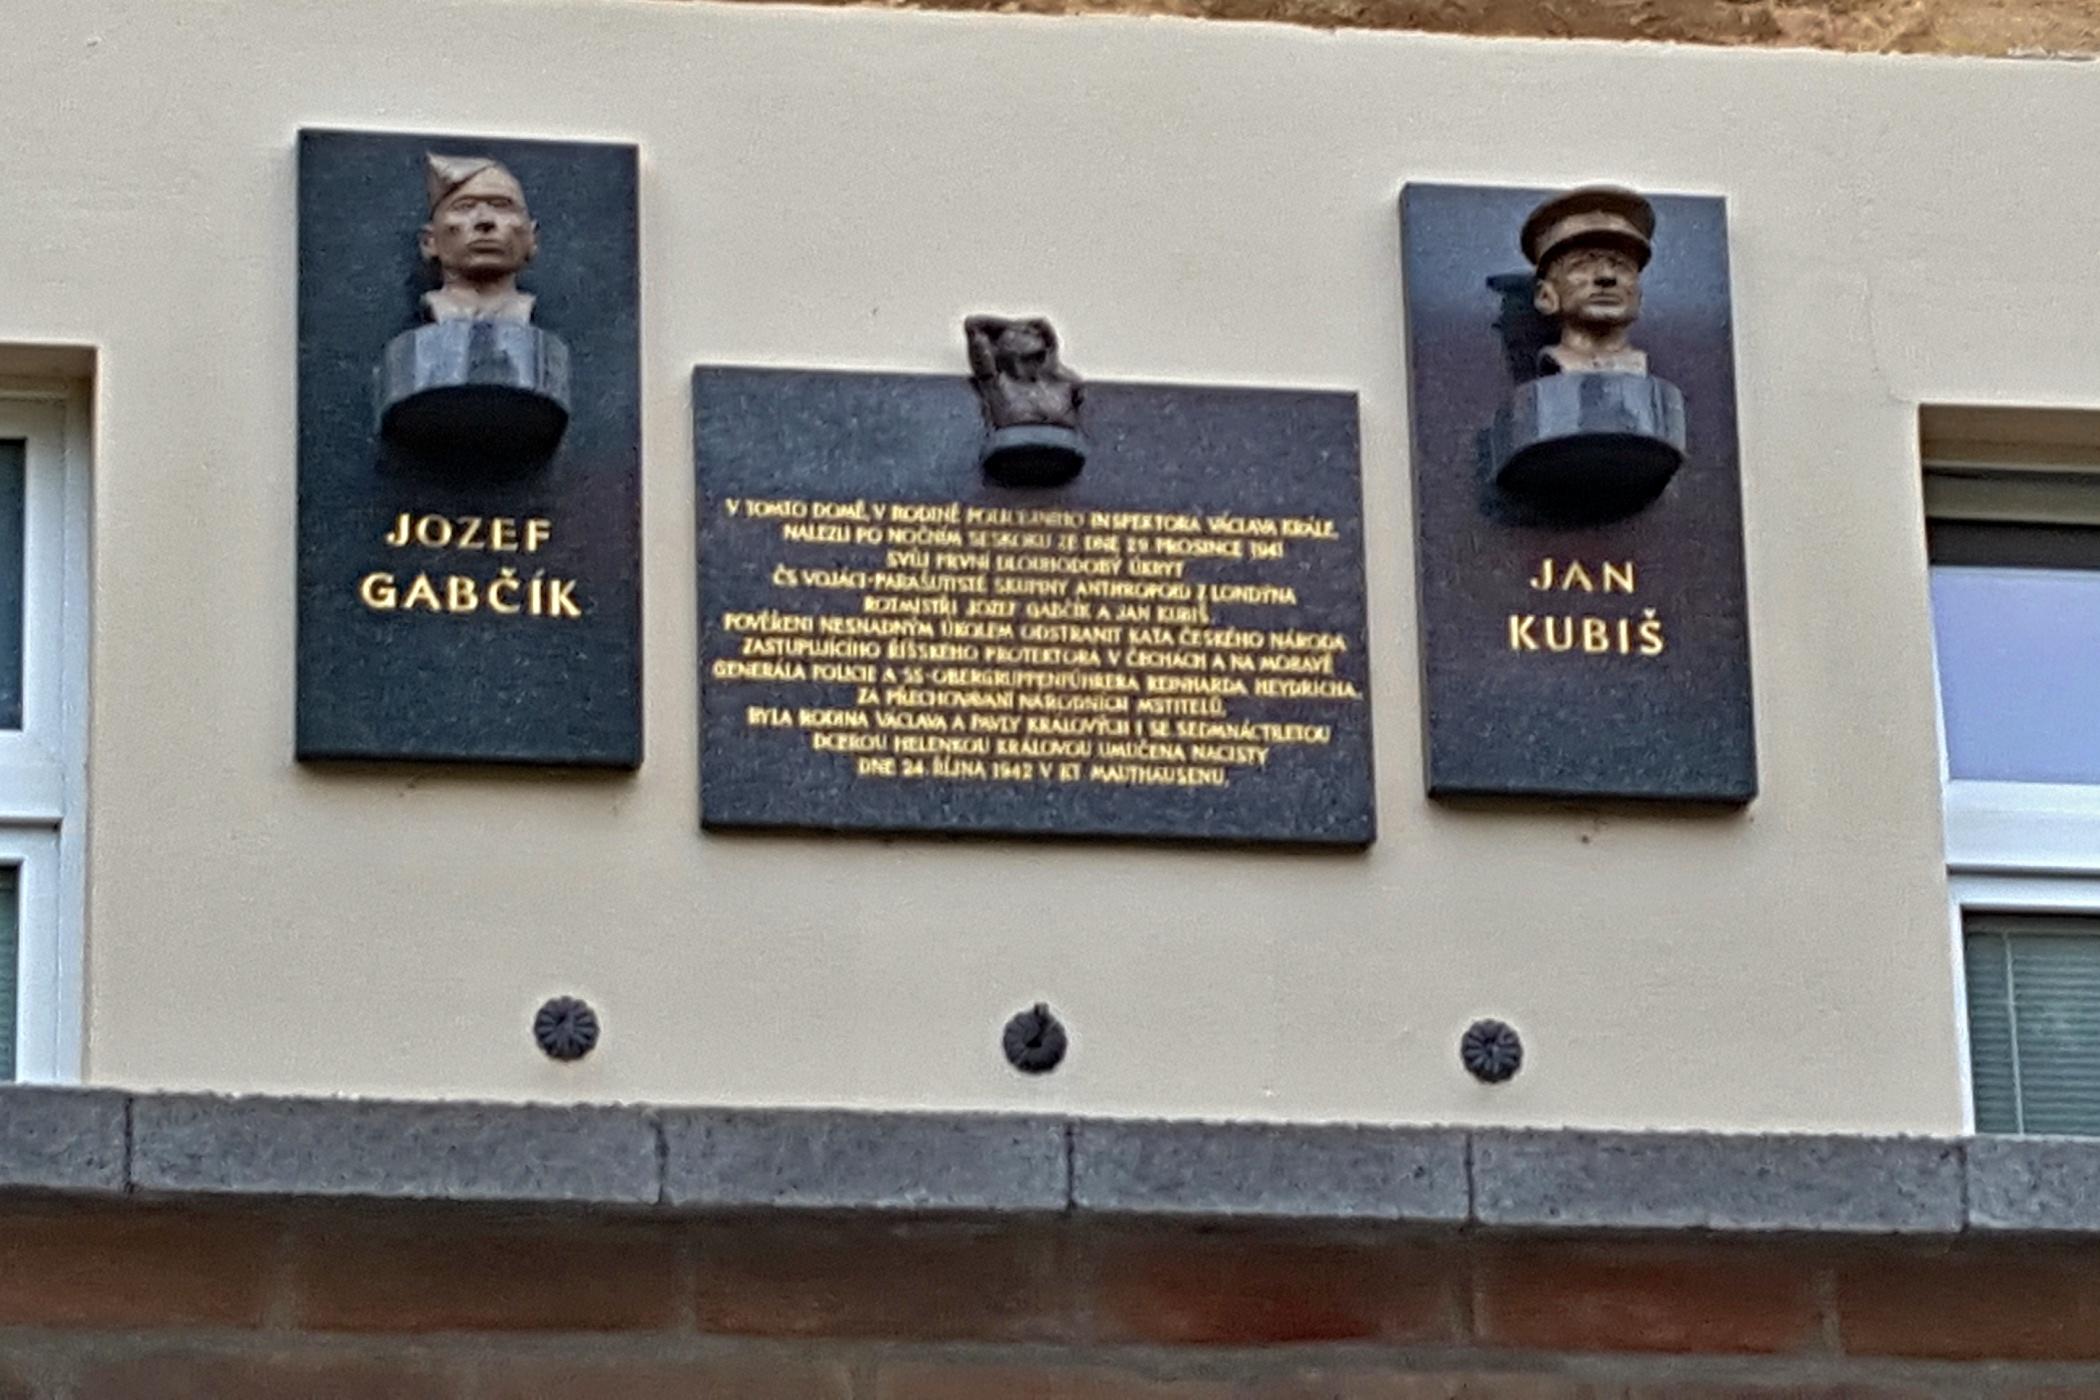 JOZEF
GABČÍK
V TOMTO DOMĚ, V RODINĚ POLICEJNÍHO INSPEKTORA VÁCLAVA KRÁLE,
NALEZLI PO NOČNÍM SESKOKU ZE DNE 29. PROSINCE 1941
SVŮJ PRVNÍ DLOUHODOBÝ ÚKRYT
ČS VOJÁCI-PARAŠUTISTÉ SKUPINY ANTHROPOID Z LONDÝNA
ROTMISTŘI JOZEF GABČÍK A JAN KUBIŠ,
POVĚŘENI NESNADNÝM ÚKOLEM ODSTRANIT KATA ČESKÉHO NÁRODA
ZASTUPUJÍCÍHO ŘÍŠSKÉHO PROTEKTORA V ČECHÁCH A NA MORAVĚ
GENERÁLA POLICIE A SS-OBERGRUPPENFÜHRERA REINHARDA HEYDRICHA.
ZA PŘECHOVÁVÁNÍ NÁRODNÍCH MSTITELŮ,
BYLA RODINA VÁCLAVA A PAVLY KRÁLOVÝCH I SE SEDMNÁCTILETOU
DCEROU HELENKOU KRÁLOVOU UMUČENA NACISTY
DNE 24. ŘÍJNA 1942 V KT MAUTHAUSENU.
JAN
KUBIŠ